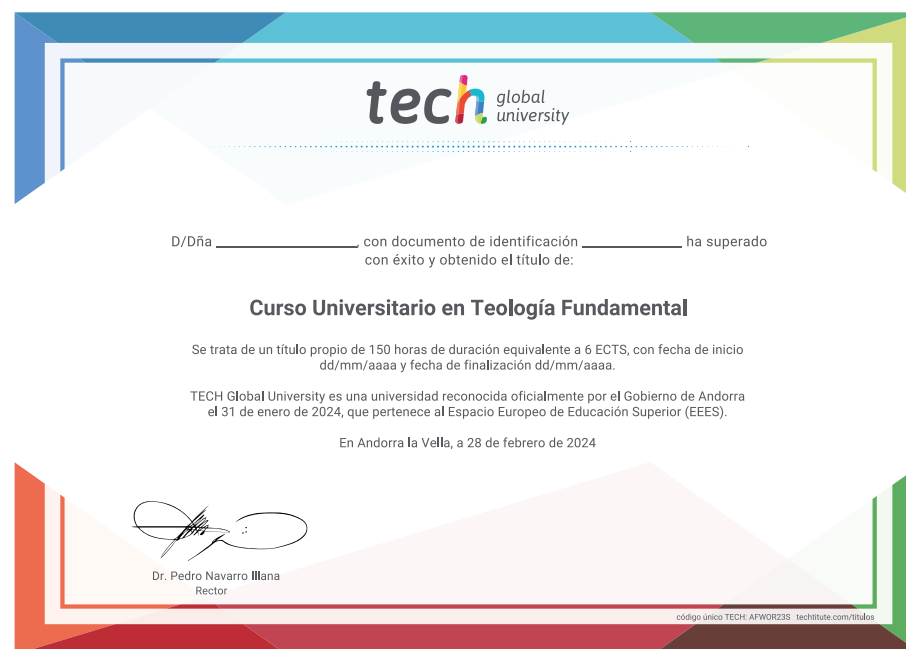 tech global
university
D/Dña ______________, con documento de identificación __________ ha superado
con éxito y obtenido el título de:
Curso Universitario en Teología Fundamental
Se trata de un título propio de 150 horas de duración equivalente a 6 ECTS, con fecha de inicio
dd/mm/aaaa y fecha de finalización dd/mm/aaaa.
TECH Global University es una universidad reconocida oficialmente por el Gobierno de Andorra
el 31 de enero de 2024, que pertenece al Espacio Europeo de Educación Superior (EEES).
En Andorra la Vella, a 28 de febrero de 2024
Dr. Pedro Navarro Illana
Rector
código único TECH: AFWOR23S techtitute.com/titulos